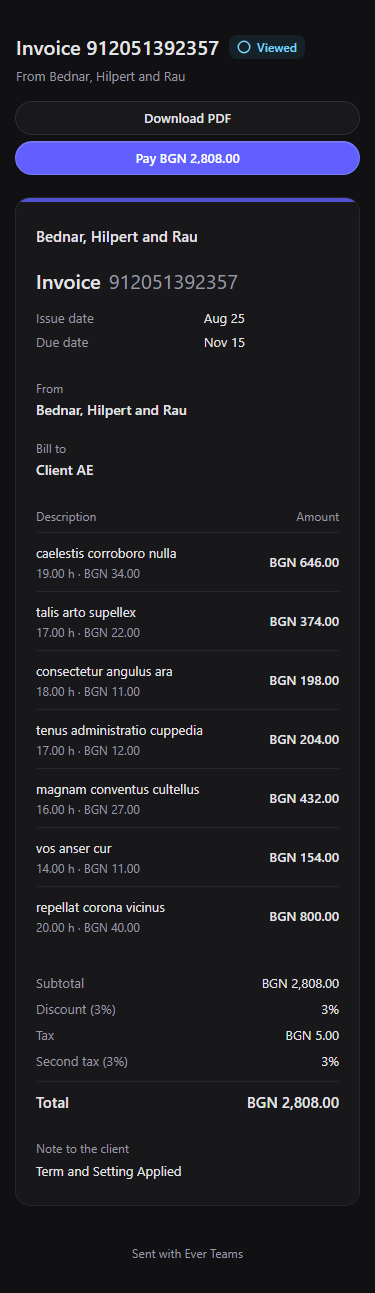 Invoice 912051392357
Viewed
From Bednar, Hilpert and Rau
Download PDF
Pay BGN 2,808.00
Bednar, Hilpert and Rau
Invoice 912051392357
Issue date Aug 25
Due date Nov 15
From
Bednar, Hilpert and Rau
Bill to
Client AE
Description Amount
caelestis corroboro nulla
19.00 h · BGN 34.00
BGN 646.00
talis arto supellex
17.00 h · BGN 22.00
BGN 374.00
consectetur angulus ara
18.00 h · BGN 11.00
BGN 198.00
tenus administratio cuppedia
17.00 h · BGN 12.00
BGN 204.00
magnam conventus cultellus
16.00 h · BGN 27.00
BGN 432.00
vos anser cur
14.00 h · BGN 11.00
BGN 154.00
repellat corona vicinus
20.00 h · BGN 40.00
BGN 800.00
Subtotal BGN 2,808.00
Discount (3%) 3%
Tax BGN 5.00
Second tax (3%) 3%
Total BGN 2,808.00
Note to the client
Term and Setting Applied
Sent with Ever Teams